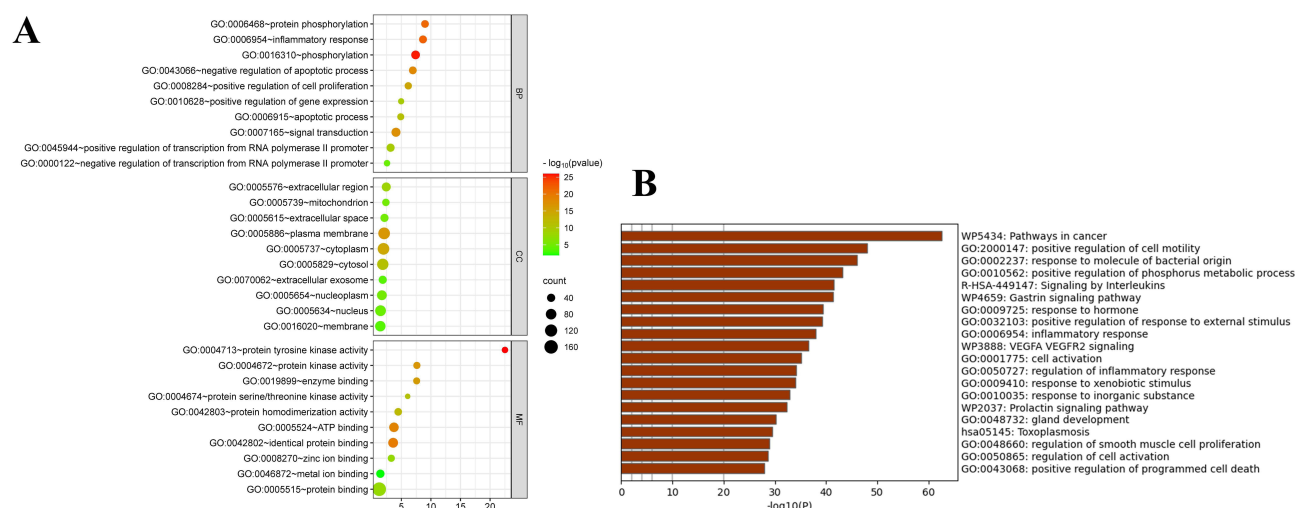 A
GO:0006468~protein phosphorylation
GO:0006954~inflammatory response
GO:0016310~phosphorylation
GO:0043066~negative regulation of apoptotic process
GO:0008284~positive regulation of cell proliferation
GO:0010628~positive regulation of gene expression
GO:0006915~apoptotic process
GO:0007165~signal transduction
GO:0045944~positive regulation of transcription from RNA polymerase II promoter
GO:0000122~negative regulation of transcription from RNA polymerase II promoter
BP
GO:0005576~extracellular region
GO:0005739~mitochondrion
GO:0005615~extracellular space
GO:0005886~plasma membrane
GO:0005737~cytoplasm
GO:0005829~cytosol
GO:0070062~extracellular exosome
GO:0005654~nucleoplasm
GO:0005634~nucleus
GO:0016020~membrane
CC
GO:0004713~protein tyrosine kinase activity
GO:0004672~protein kinase activity
GO:0019899~enzyme binding
GO:0004674~protein serine/threonine kinase activity
GO:0042803~protein homodimerization activity
GO:0005524~ATP binding
GO:0042802~identical protein binding
GO:0008270~zinc ion binding
GO:0046872~metal ion binding
GO:0005515~protein binding
MF
5 10 15 20
- log10(pvalue)
25
20
15
10
5
count
40
80
120
160
B
WP5434: Pathways in cancer
GO:2000147: positive regulation of cell motility
GO:0002237: response to molecule of bacterial origin
GO:0010562: positive regulation of phosphorus metabolic process
R-HSA-449147: Signaling by Interleukins
WP4659: Gastrin signaling pathway
GO:0009725: response to hormone
GO:0032103: positive regulation of response to external stimulus
GO:0006954: inflammatory response
WP3888: VEGFA VEGFR2 signaling
GO:0001775: cell activation
GO:0050727: regulation of inflammatory response
GO:0009410: response to xenobiotic stimulus
GO:0010035: response to inorganic substance
WP2037: Prolactin signaling pathway
GO:0048732: gland development
hsa05145: Toxoplasmosis
GO:0048660: regulation of smooth muscle cell proliferation
GO:0050865: regulation of cell activation
GO:0043068: positive regulation of programmed cell death
0 10 20 30 40 50 60
-log10(P)